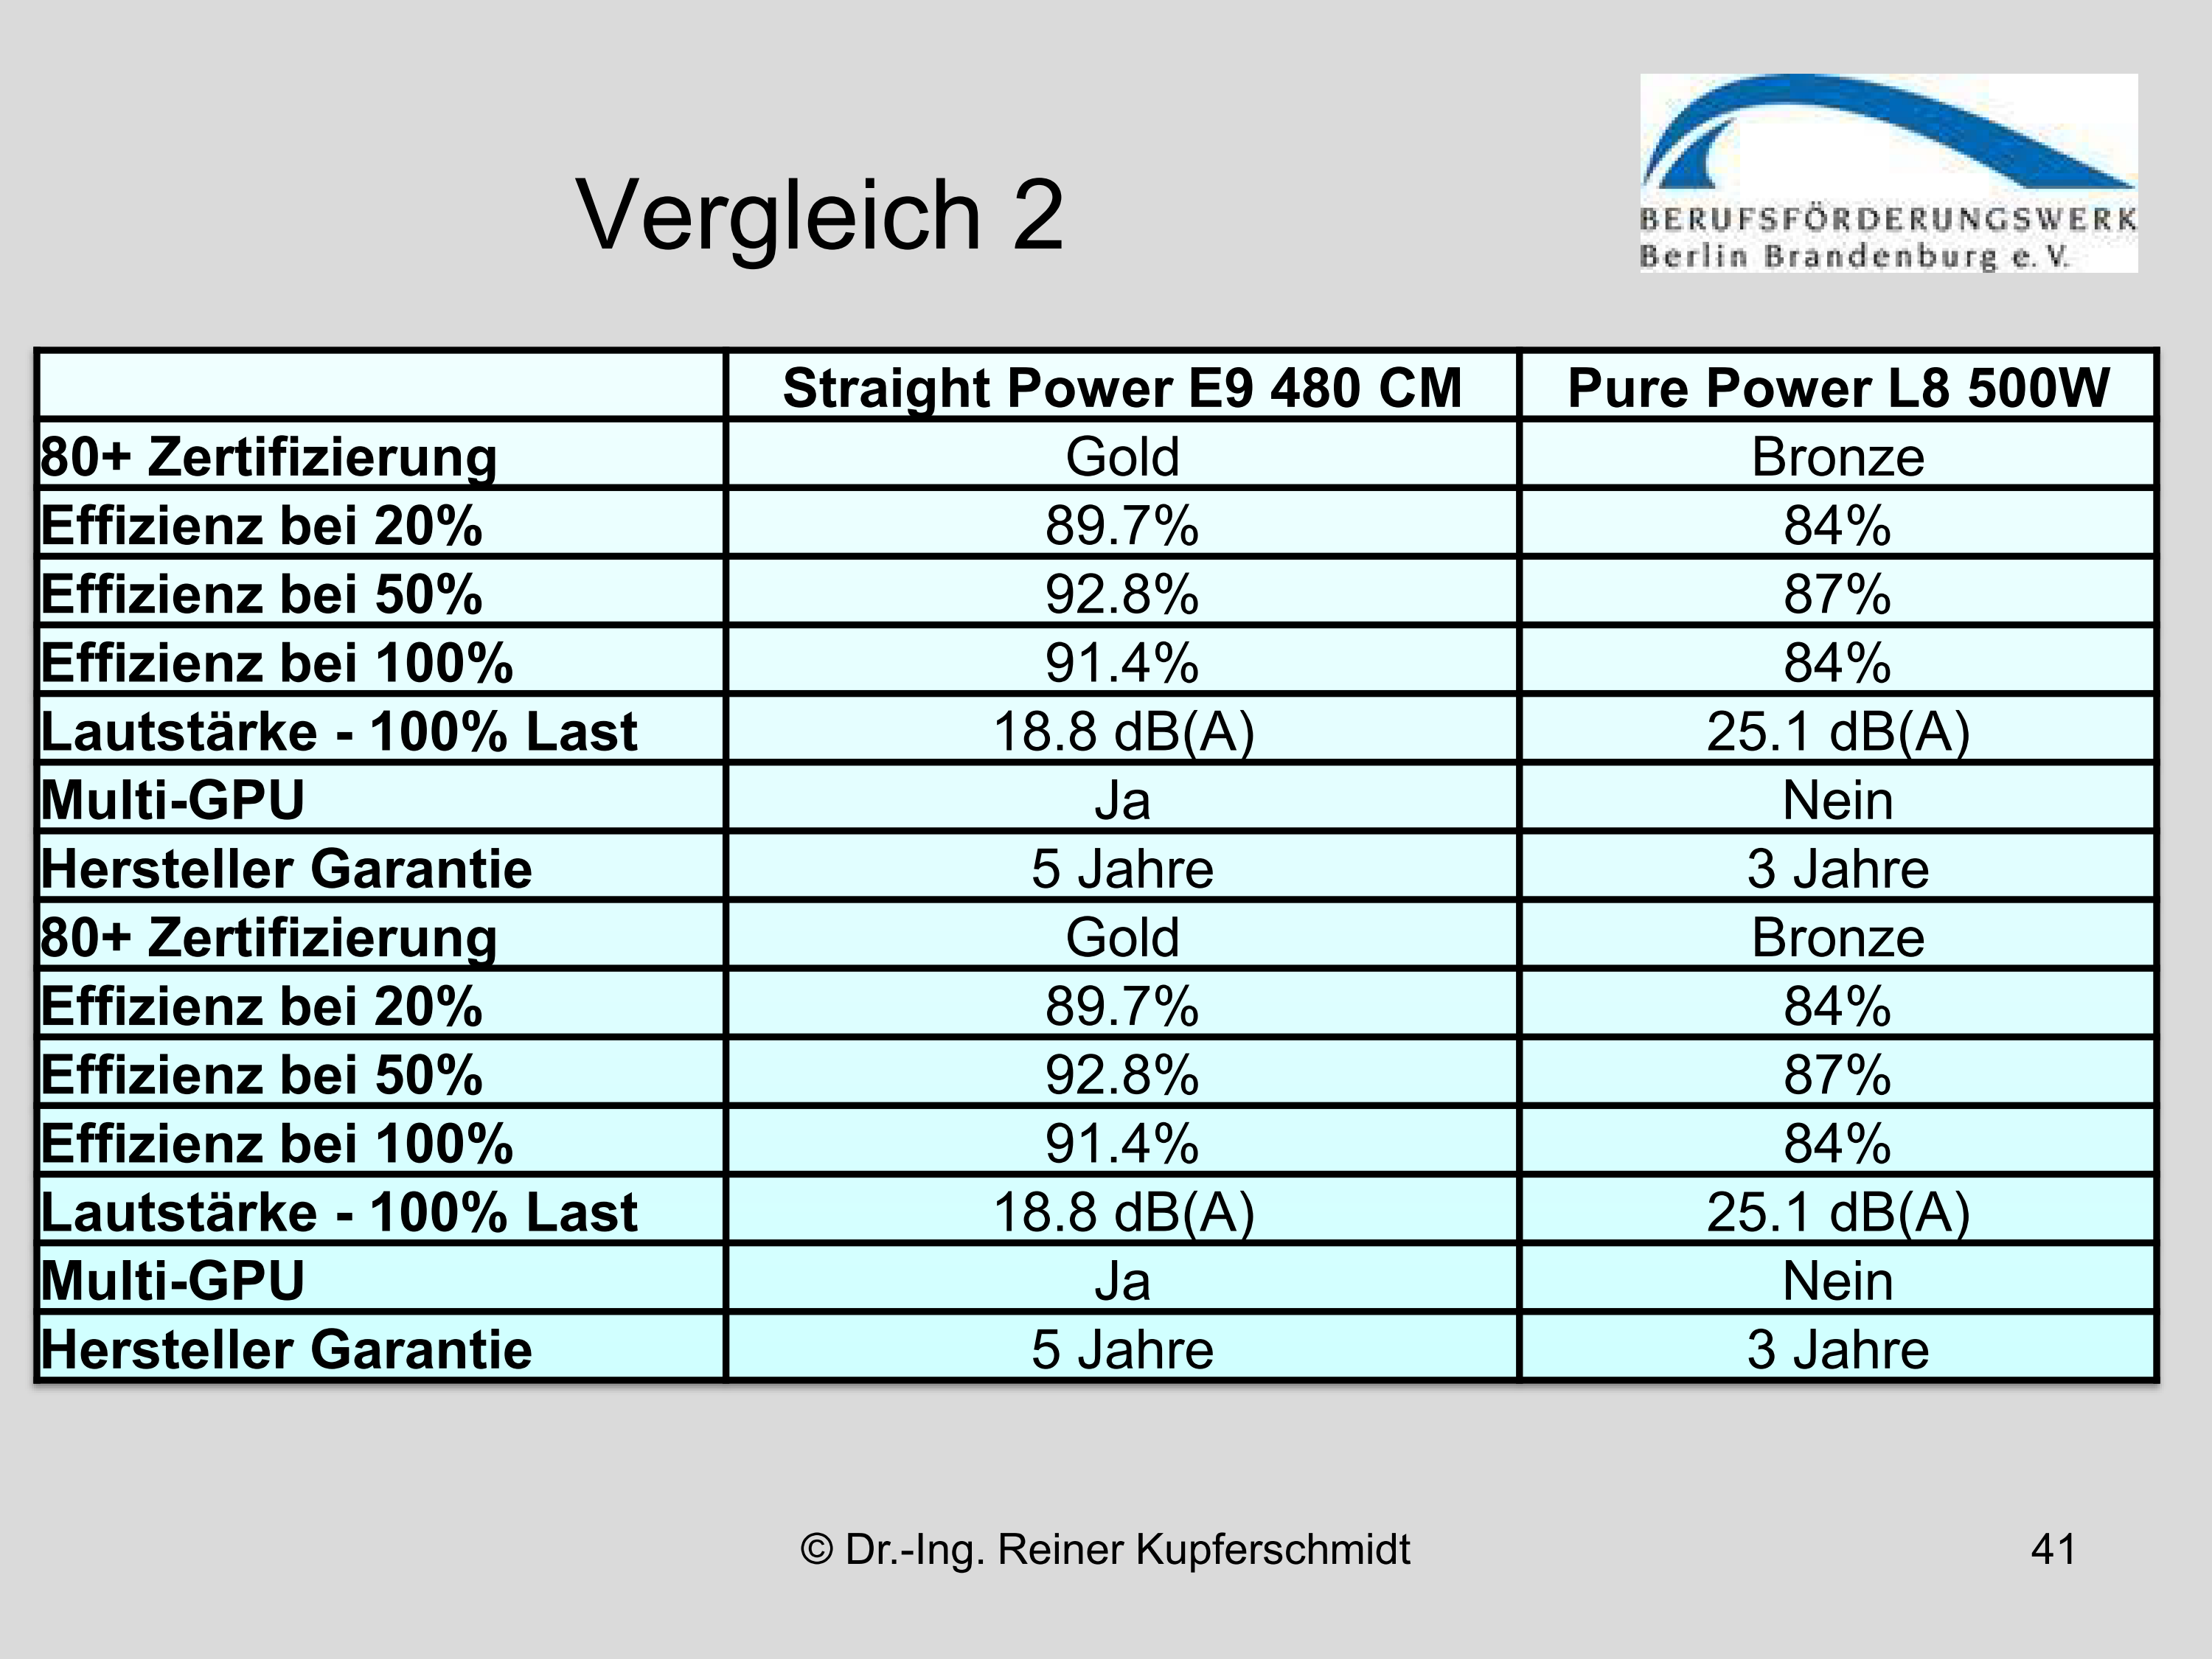 Vergleich 2
BERUFSFÖRDERUNGSWERK
Berlin Brandenburg e. V.
Straight Power E9 480 CM Pure Power L8 500W
80+ Zertifizierung Gold Bronze
Effizienz bei 20% 89.7% 84%
Effizienz bei 50% 92.8% 87%
Effizienz bei 100% 91.4% 84%
Lautstärke - 100% Last 18.8 dB(A) 25.1 dB(A)
Multi-GPU Ja Nein
Hersteller Garantie 5 Jahre 3 Jahre
80+ Zertifizierung Gold Bronze
Effizienz bei 20% 89.7% 84%
Effizienz bei 50% 92.8% 87%
Effizienz bei 100% 91.4% 84%
Lautstärke - 100% Last 18.8 dB(A) 25.1 dB(A)
Multi-GPU Ja Nein
Hersteller Garantie 5 Jahre 3 Jahre
© Dr.-Ing. Reiner Kupferschmidt 41